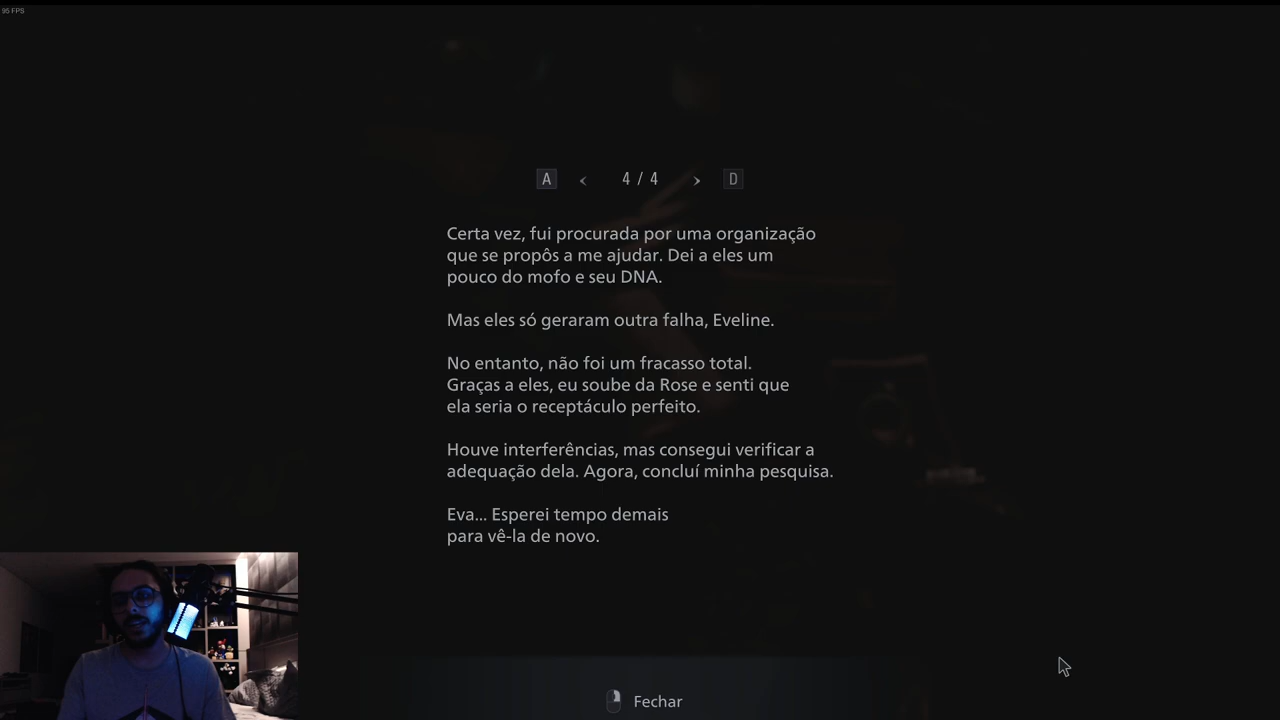 95 FPS
A < 4 / 4 > D
Certa vez, fui procurada por uma organização
que se propôs a me ajudar. Dei a eles um
pouco do mofo e seu DNA.
Mas eles só geraram outra falha, Eveline.
No entanto, não foi um fracasso total.
Graças a eles, eu soube da Rose e senti que
ela seria o receptáculo perfeito.
Houve interferências, mas consegui verificar a
adequação dela. Agora, concluí minha pesquisa.
Eva... Esperei tempo demais
para vê-la de novo.
Fechar